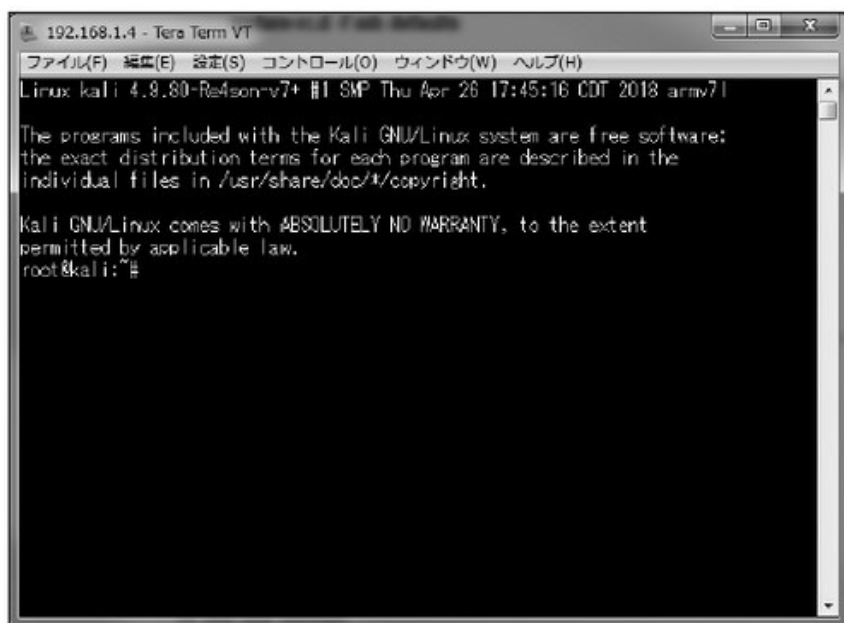 192.168.1.4 - Tera Term VT
ファイル(F) 編集(E) 設定(S) コントロール(O) ウィンドウ(W) ヘルプ(H)
Linux kali 4.9.80-Re4son-v7+ #1 SMP Thu Apr 26 17:45:16 CDT 2018 armv7l
The programs included with the Kali GNU/Linux system are free software;
the exact distribution terms for each program are described in the
individual files in /usr/share/doc/*/copyright.
Kali GNU/Linux comes with ABSOLUTELY NO WARRANTY, to the extent
permitted by applicable law.
root@kali:~#